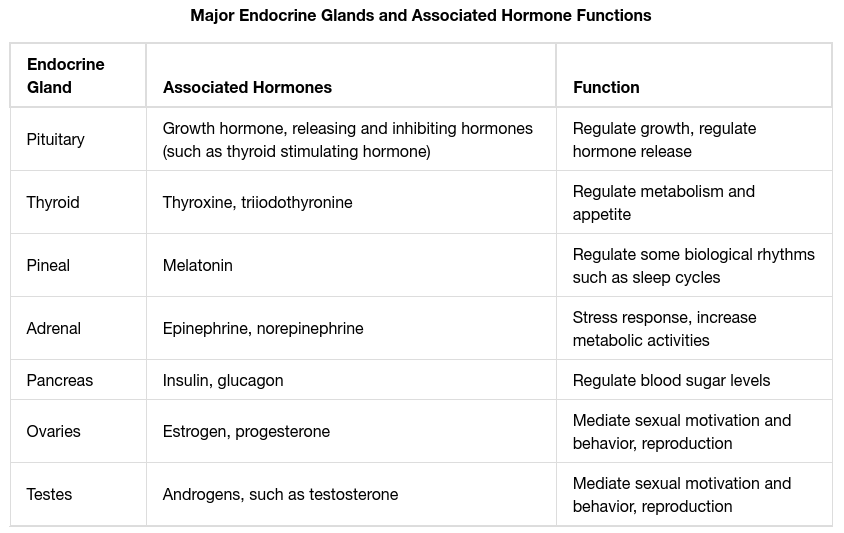 Major Endocrine Glands and Associated Hormone Functions
Endocrine
Gland
Associated Hormones
Function
Pituitary
Growth hormone, releasing and inhibiting hormones
(such as thyroid stimulating hormone)
Regulate growth, regulate
hormone release
Thyroid
Thyroxine, triiodothyronine
Regulate metabolism and
appetite
Pineal
Melatonin
Regulate some biological rhythms
such as sleep cycles
Adrenal
Epinephrine, norepinephrine
Stress response, increase
metabolic activities
Pancreas
Insulin, glucagon
Regulate blood sugar levels
Ovaries
Estrogen, progesterone
Mediate sexual motivation and
behavior, reproduction
Testes
Androgens, such as testosterone
Mediate sexual motivation and
behavior, reproduction